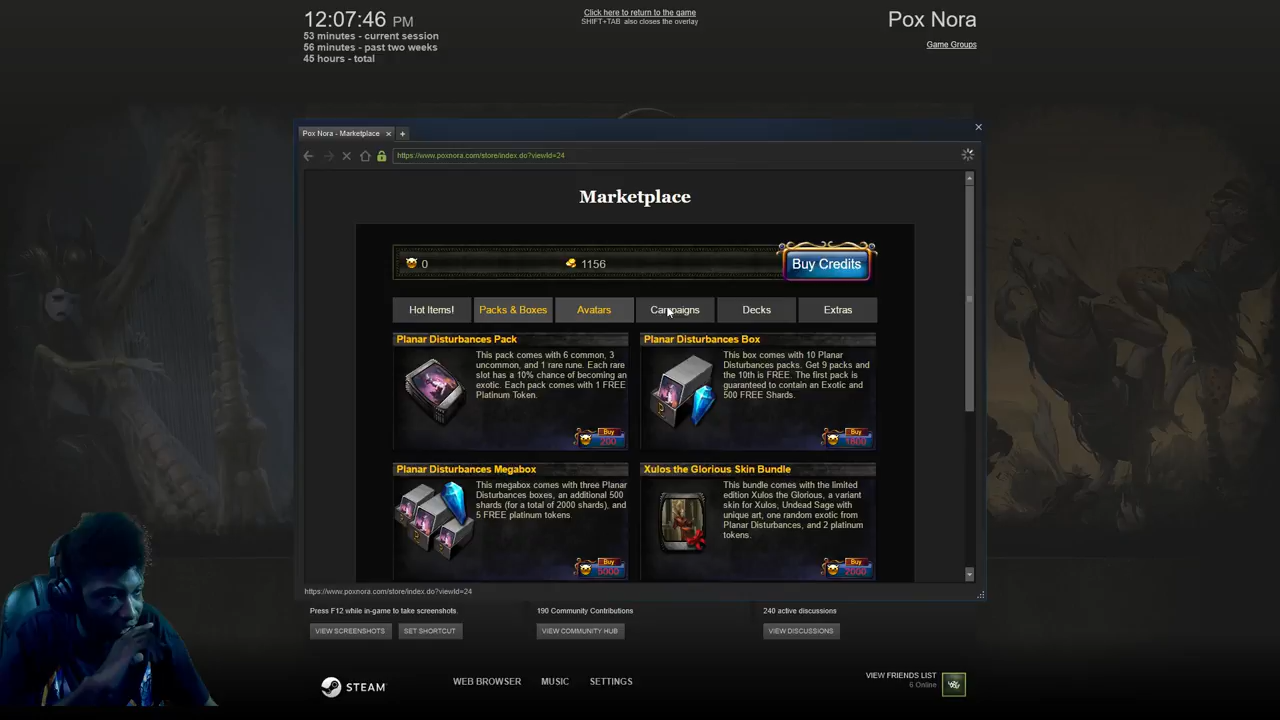 12:07:46 PM
53 minutes - current session
56 minutes - past two weeks
45 hours - total
Click here to return to the game
SHIFT+TAB also closes the overlay
Pox Nora
Game Groups
Pox Nora - Marketplace
https://www.poxnora.com/store/index.do?viewId=24
Marketplace
0
1156
Buy Credits
Hot Items!
Packs & Boxes
Avatars
Campaigns
Decks
Extras
Planar Disturbances Pack
This pack comes with 6 common, 3
uncommon, and 1 rare rune. Each rare
slot has a 10% chance of becoming an
exotic. Each pack comes with 1 FREE
Platinum Token.
Buy
200
Planar Disturbances Box
This box comes with 10 Planar
Disturbances packs. Get 9 packs and
the 10th is FREE. The first pack is
guaranteed to contain an Exotic and
500 FREE Shards.
Buy
1800
Planar Disturbances Megabox
This megabox comes with three Planar
Disturbances boxes, an additional 500
shards (for a total of 2000 shards), and
5 FREE platinum tokens.
Buy
5000
Xulos the Glorious Skin Bundle
This bundle comes with the limited
edition Xulos the Glorious, a variant
skin for Xulos, Undead Sage with
unique art, one random exotic from
Planar Disturbances, and 2 platinum
tokens.
Buy
2000
https://www.poxnora.com/store/index.do?viewId=24
Press F12 while in-game to take screenshots.
VIEW SCREENSHOTS
SET SHORTCUT
190 Community Contributions
VIEW COMMUNITY HUB
240 active discussions
VIEW DISCUSSIONS
STEAM
WEB BROWSER
MUSIC
SETTINGS
VIEW FRIENDS LIST
6 Online